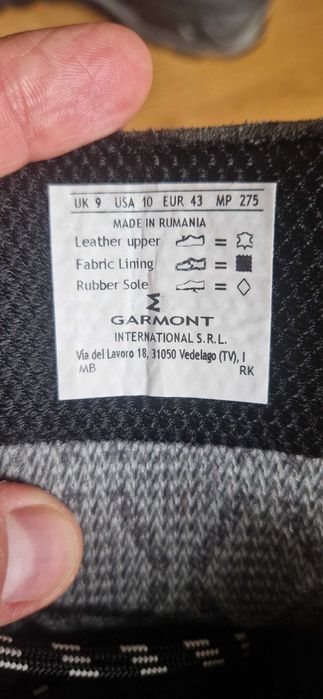 UK 9 USA 10 EUR 43 MP 275
MADE IN RUMANIA
Leather upper =
Fabric Lining =
Rubber Sole =
GARMONT
INTERNATIONAL S.R.L.
Via del Lavoro 18, 31050 Vedelago (TV), I
MB RK